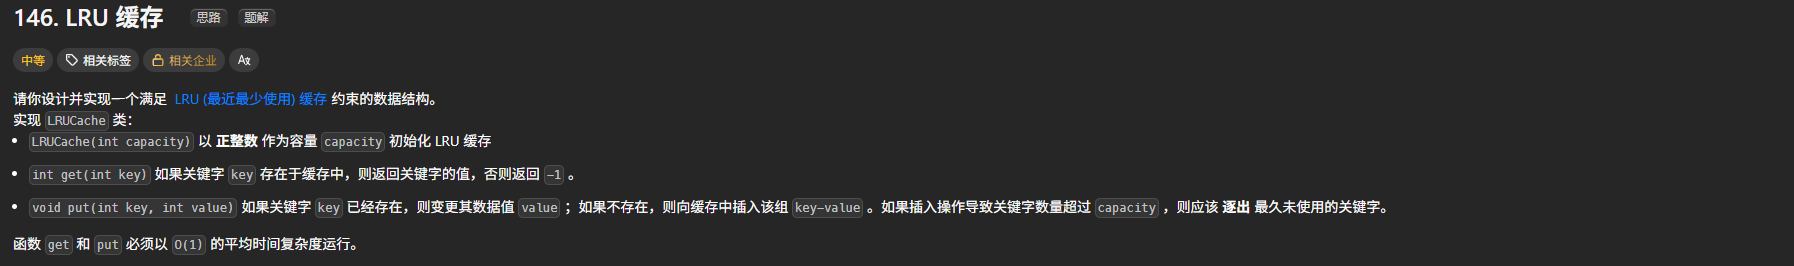 146. LRU 缓存 思路 题解
中等 相关标签 相关企业 A文
请你设计并实现一个满足 LRU (最近最少使用) 缓存 约束的数据结构。
实现 LRUCache 类：
• LRUCache(int capacity) 以 正整数 作为容量 capacity 初始化 LRU 缓存
• int get(int key) 如果关键字 key 存在于缓存中，则返回关键字的值，否则返回 -1 。
• void put(int key, int value) 如果关键字 key 已经存在，则变更其数据值 value ；如果不存在，则向缓存中插入该组 key-value 。如果插入操作导致关键字数量超过 capacity ，则应该 逐出 最久未使用的关键字。
函数 get 和 put 必须以 O(1) 的平均时间复杂度运行。